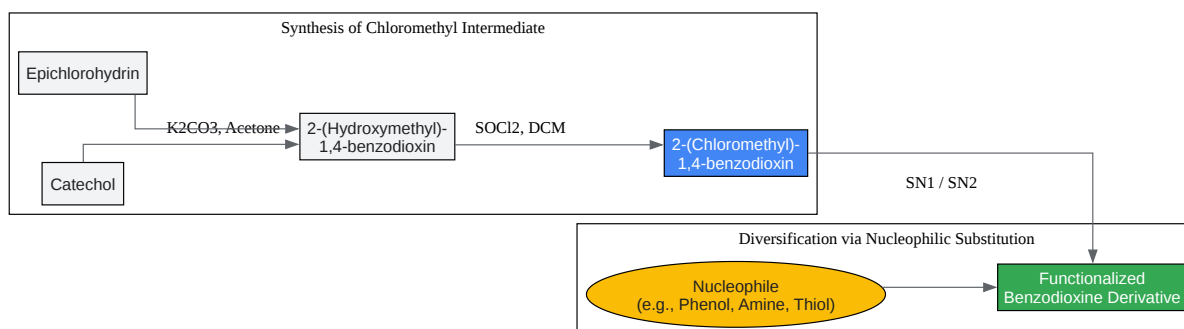 Synthesis of Chloromethyl Intermediate
Epichlorohydrin
K2CO3, Acetone
2-(Hydroxymethyl)-
1,4-benzodioxin
SOCl2, DCM
2-(Chloromethyl)-
1,4-benzodioxin
Catechol
SN1 / SN2
Diversification via Nucleophilic Substitution
Nucleophile
(e.g., Phenol, Amine, Thiol)
Functionalized
Benzodioxine Derivative